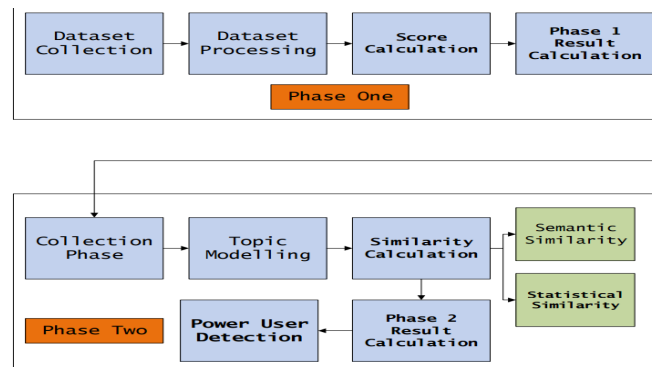 Dataset
Collection
Dataset
Processing
Score
Calculation
Phase 1
Result
Calculation
Phase One
Collection
Phase
Topic
Modelling
Similarity
Calculation
Semantic
Similarity
Statistical
Similarity
Phase Two
Power User
Detection
Phase 2
Result
Calculation